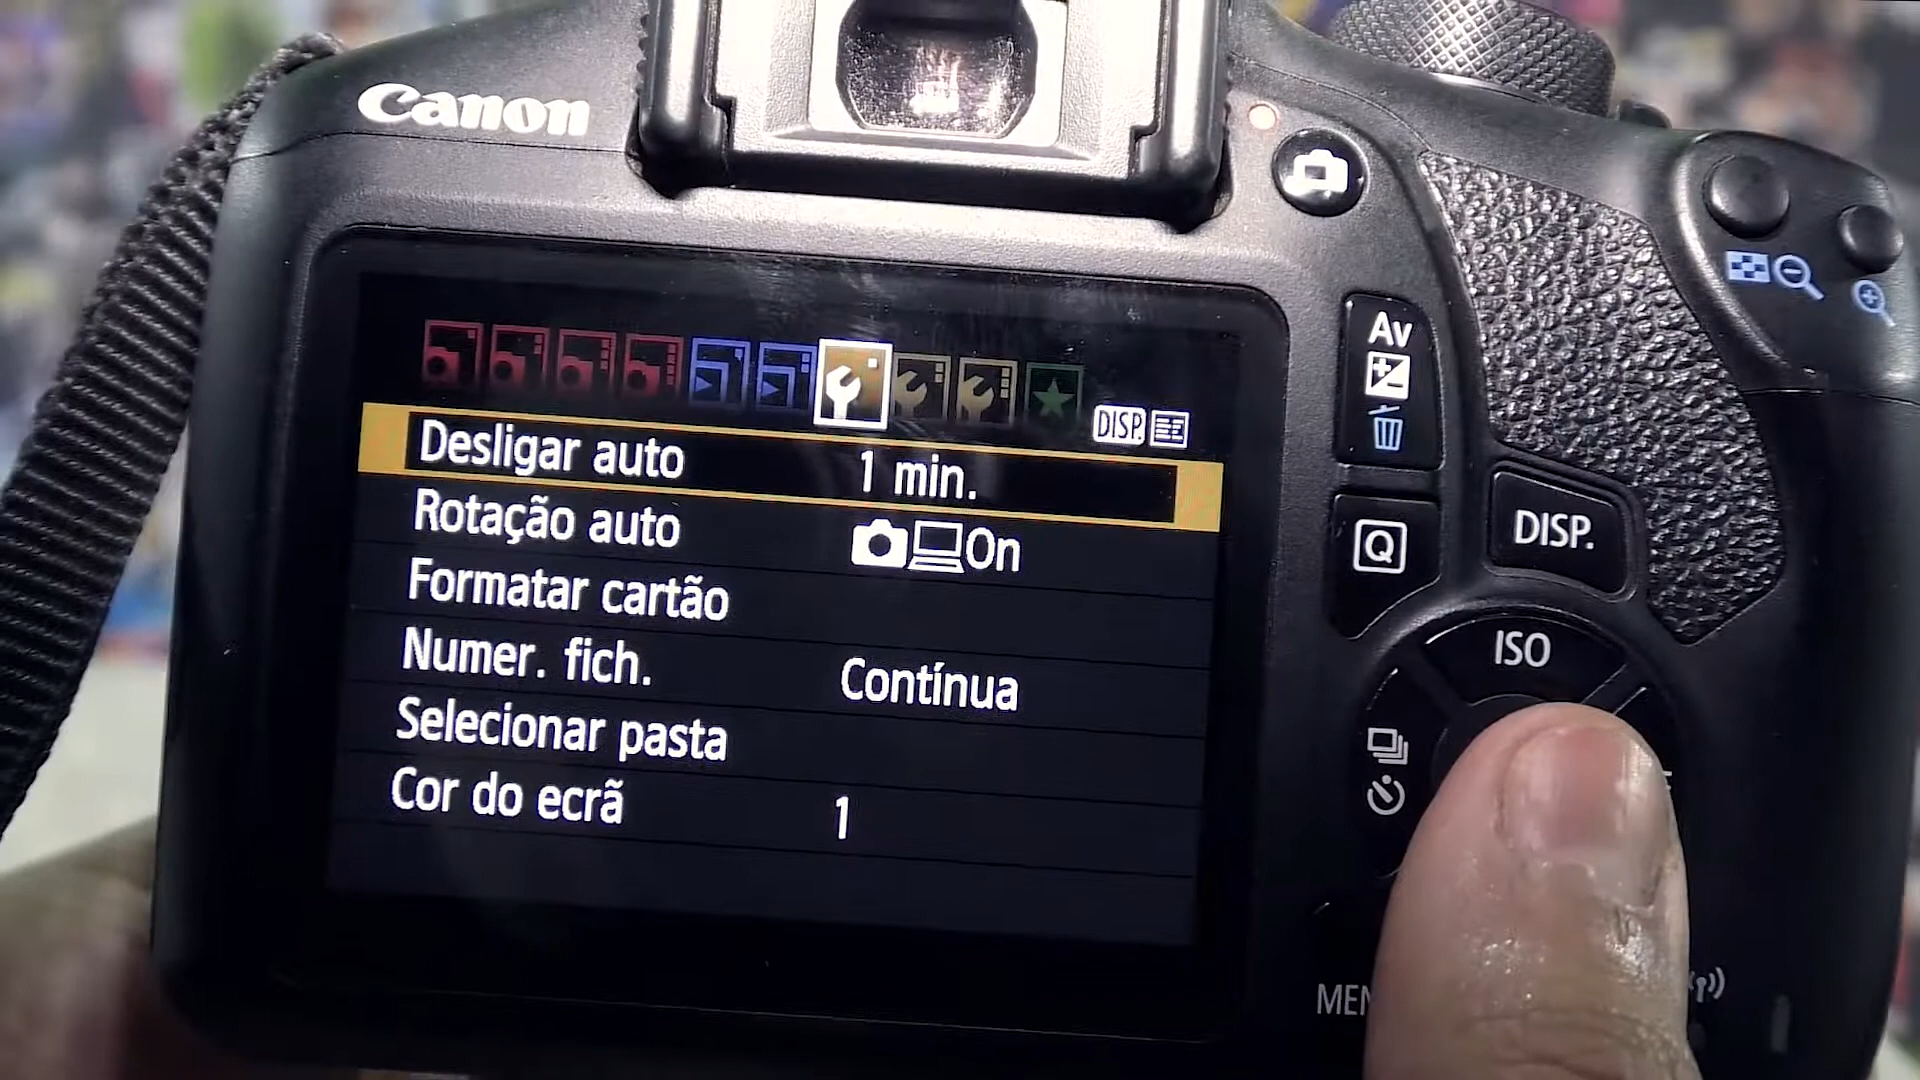 Canon
DISP.
Desligar auto 1 min.
Rotação auto On
Formatar cartão
Numer. fich. Contínua
Selecionar pasta
Cor do ecrã 1
Av
Q
DISP.
ISO